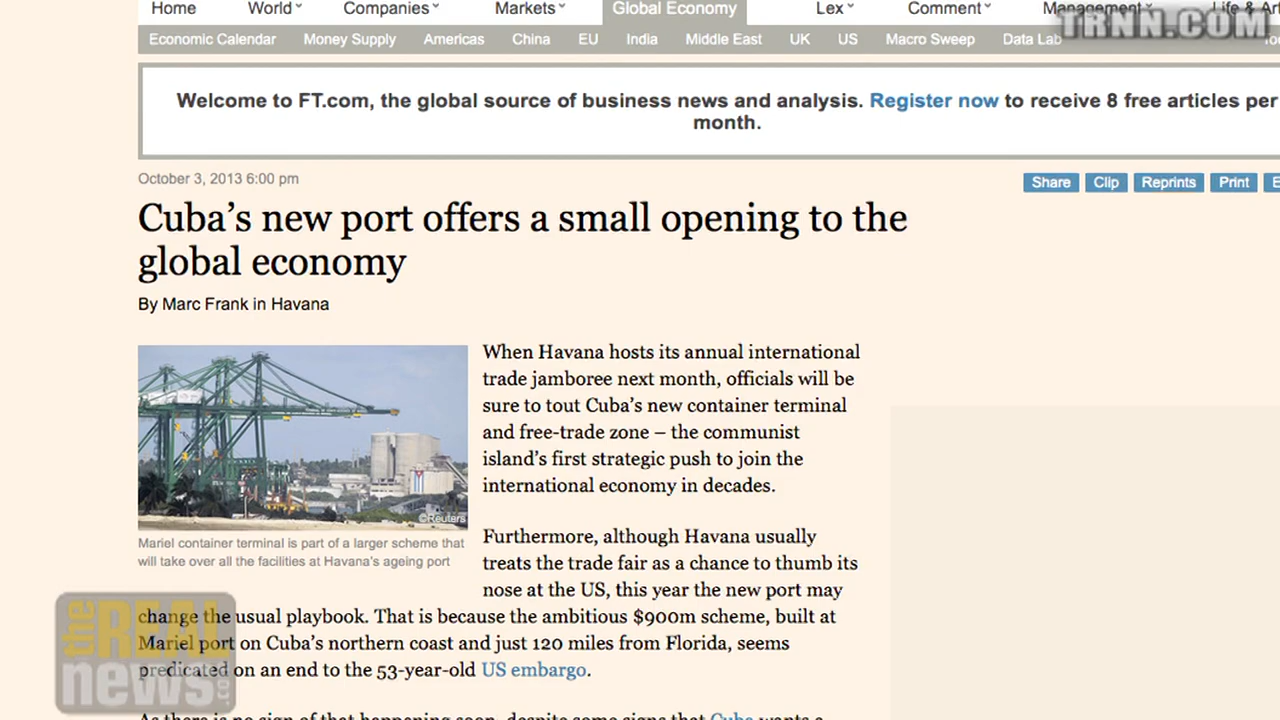 Home World Companies Markets Global Economy Lex Comment Management Life & Art
TRNN.COM
Economic Calendar Money Supply Americas China EU India Middle East UK US Macro Sweep Data Lab
Welcome to FT.com, the global source of business news and analysis. Register now to receive 8 free articles per
month.
October 3, 2013 6:00 pm
Share Clip Reprints Print E
Cuba’s new port offers a small opening to the
global economy
By Marc Frank in Havana
When Havana hosts its annual international
trade jamboree next month, officials will be
sure to tout Cuba’s new container terminal
and free-trade zone – the communist
island’s first strategic push to join the
international economy in decades.
©Reuters
Mariel container terminal is part of a larger scheme that
will take over all the facilities at Havana's ageing port
Furthermore, although Havana usually
treats the trade fair as a chance to thumb its
nose at the US, this year the new port may
change the usual playbook. That is because the ambitious $900m scheme, built at
Mariel port on Cuba’s northern coast and just 120 miles from Florida, seems
predicated on an end to the 53-year-old US embargo.
As there is no sign of that happening soon, despite some signs that Cuba wants a
the REAL
news.co